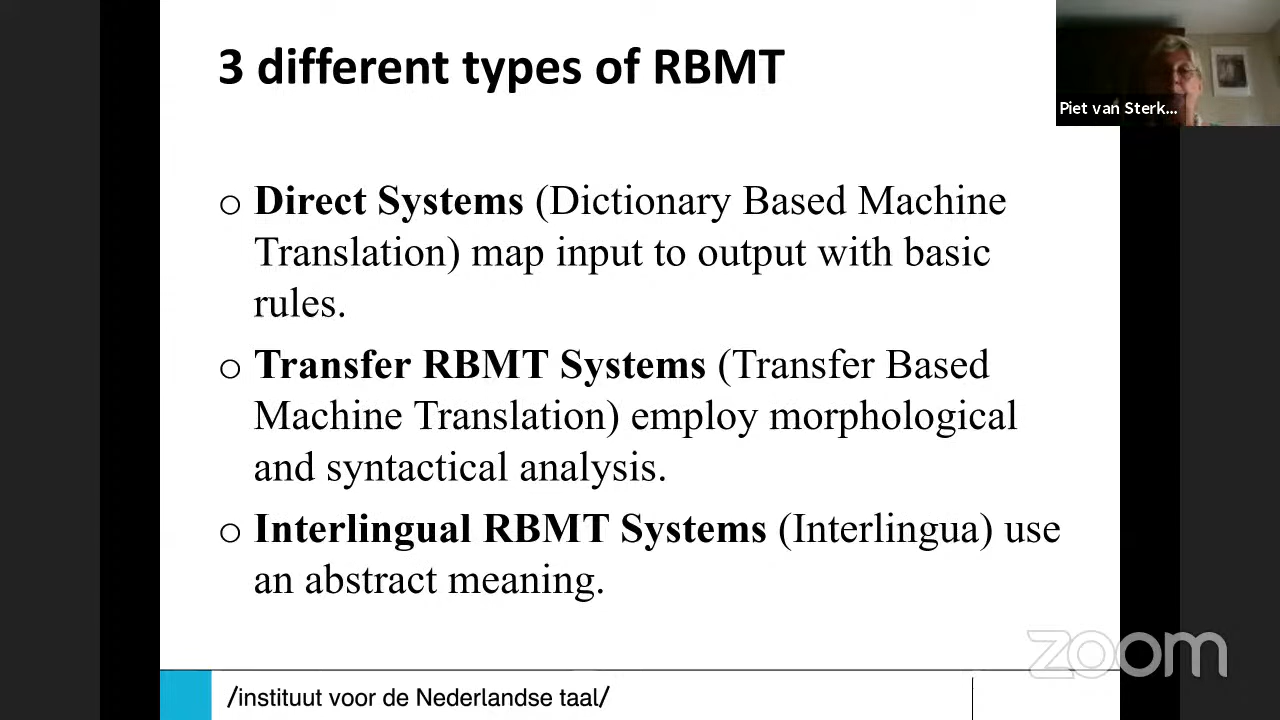 3 different types of RBMT
Piet van Sterk...
o Direct Systems (Dictionary Based Machine
Translation) map input to output with basic
rules.
o Transfer RBMT Systems (Transfer Based
Machine Translation) employ morphological
and syntactical analysis.
o Interlingual RBMT Systems (Interlingua) use
an abstract meaning.
zoom
/instituut voor de Nederlandse taal/